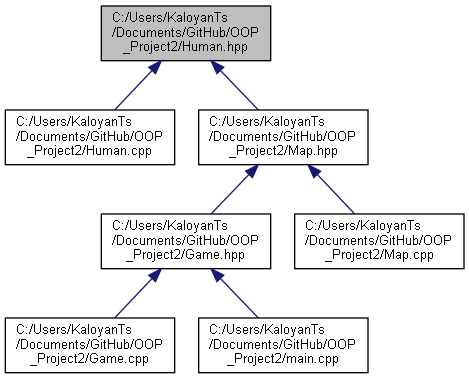 C:/Users/KaloyanTs
/Documents/GitHub/OOP
_Project2/Human.hpp
C:/Users/KaloyanTs
/Documents/GitHub/OOP
_Project2/Human.cpp
C:/Users/KaloyanTs
/Documents/GitHub/OOP
_Project2/Map.hpp
C:/Users/KaloyanTs
/Documents/GitHub/OOP
_Project2/Game.hpp
C:/Users/KaloyanTs
/Documents/GitHub/OOP
_Project2/Map.cpp
C:/Users/KaloyanTs
/Documents/GitHub/OOP
_Project2/Game.cpp
C:/Users/KaloyanTs
/Documents/GitHub/OOP
_Project2/main.cpp